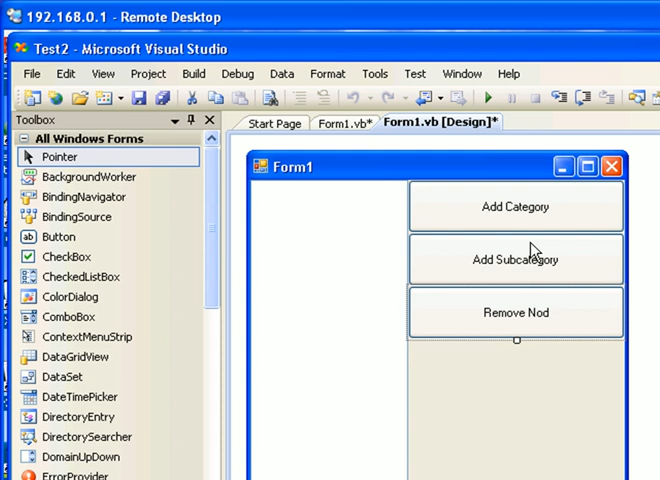 192.168.0.1 - Remote Desktop
Test2 - Microsoft Visual Studio
File Edit View Project Build Debug Data Format Tools Test Window Help
Toolbox
Start Page Form1.vb* Form1.vb [Design]*
All Windows Forms
Pointer
BackgroundWorker
BindingNavigator
BindingSource
Button
CheckBox
CheckedListBox
ColorDialog
ComboBox
ContextMenuStrip
DataGridView
DataSet
DateTimePicker
DirectoryEntry
DirectorySearcher
DomainUpDown
ErrorProvider
Form1
Add Category
Add Subcategory
Remove Nod